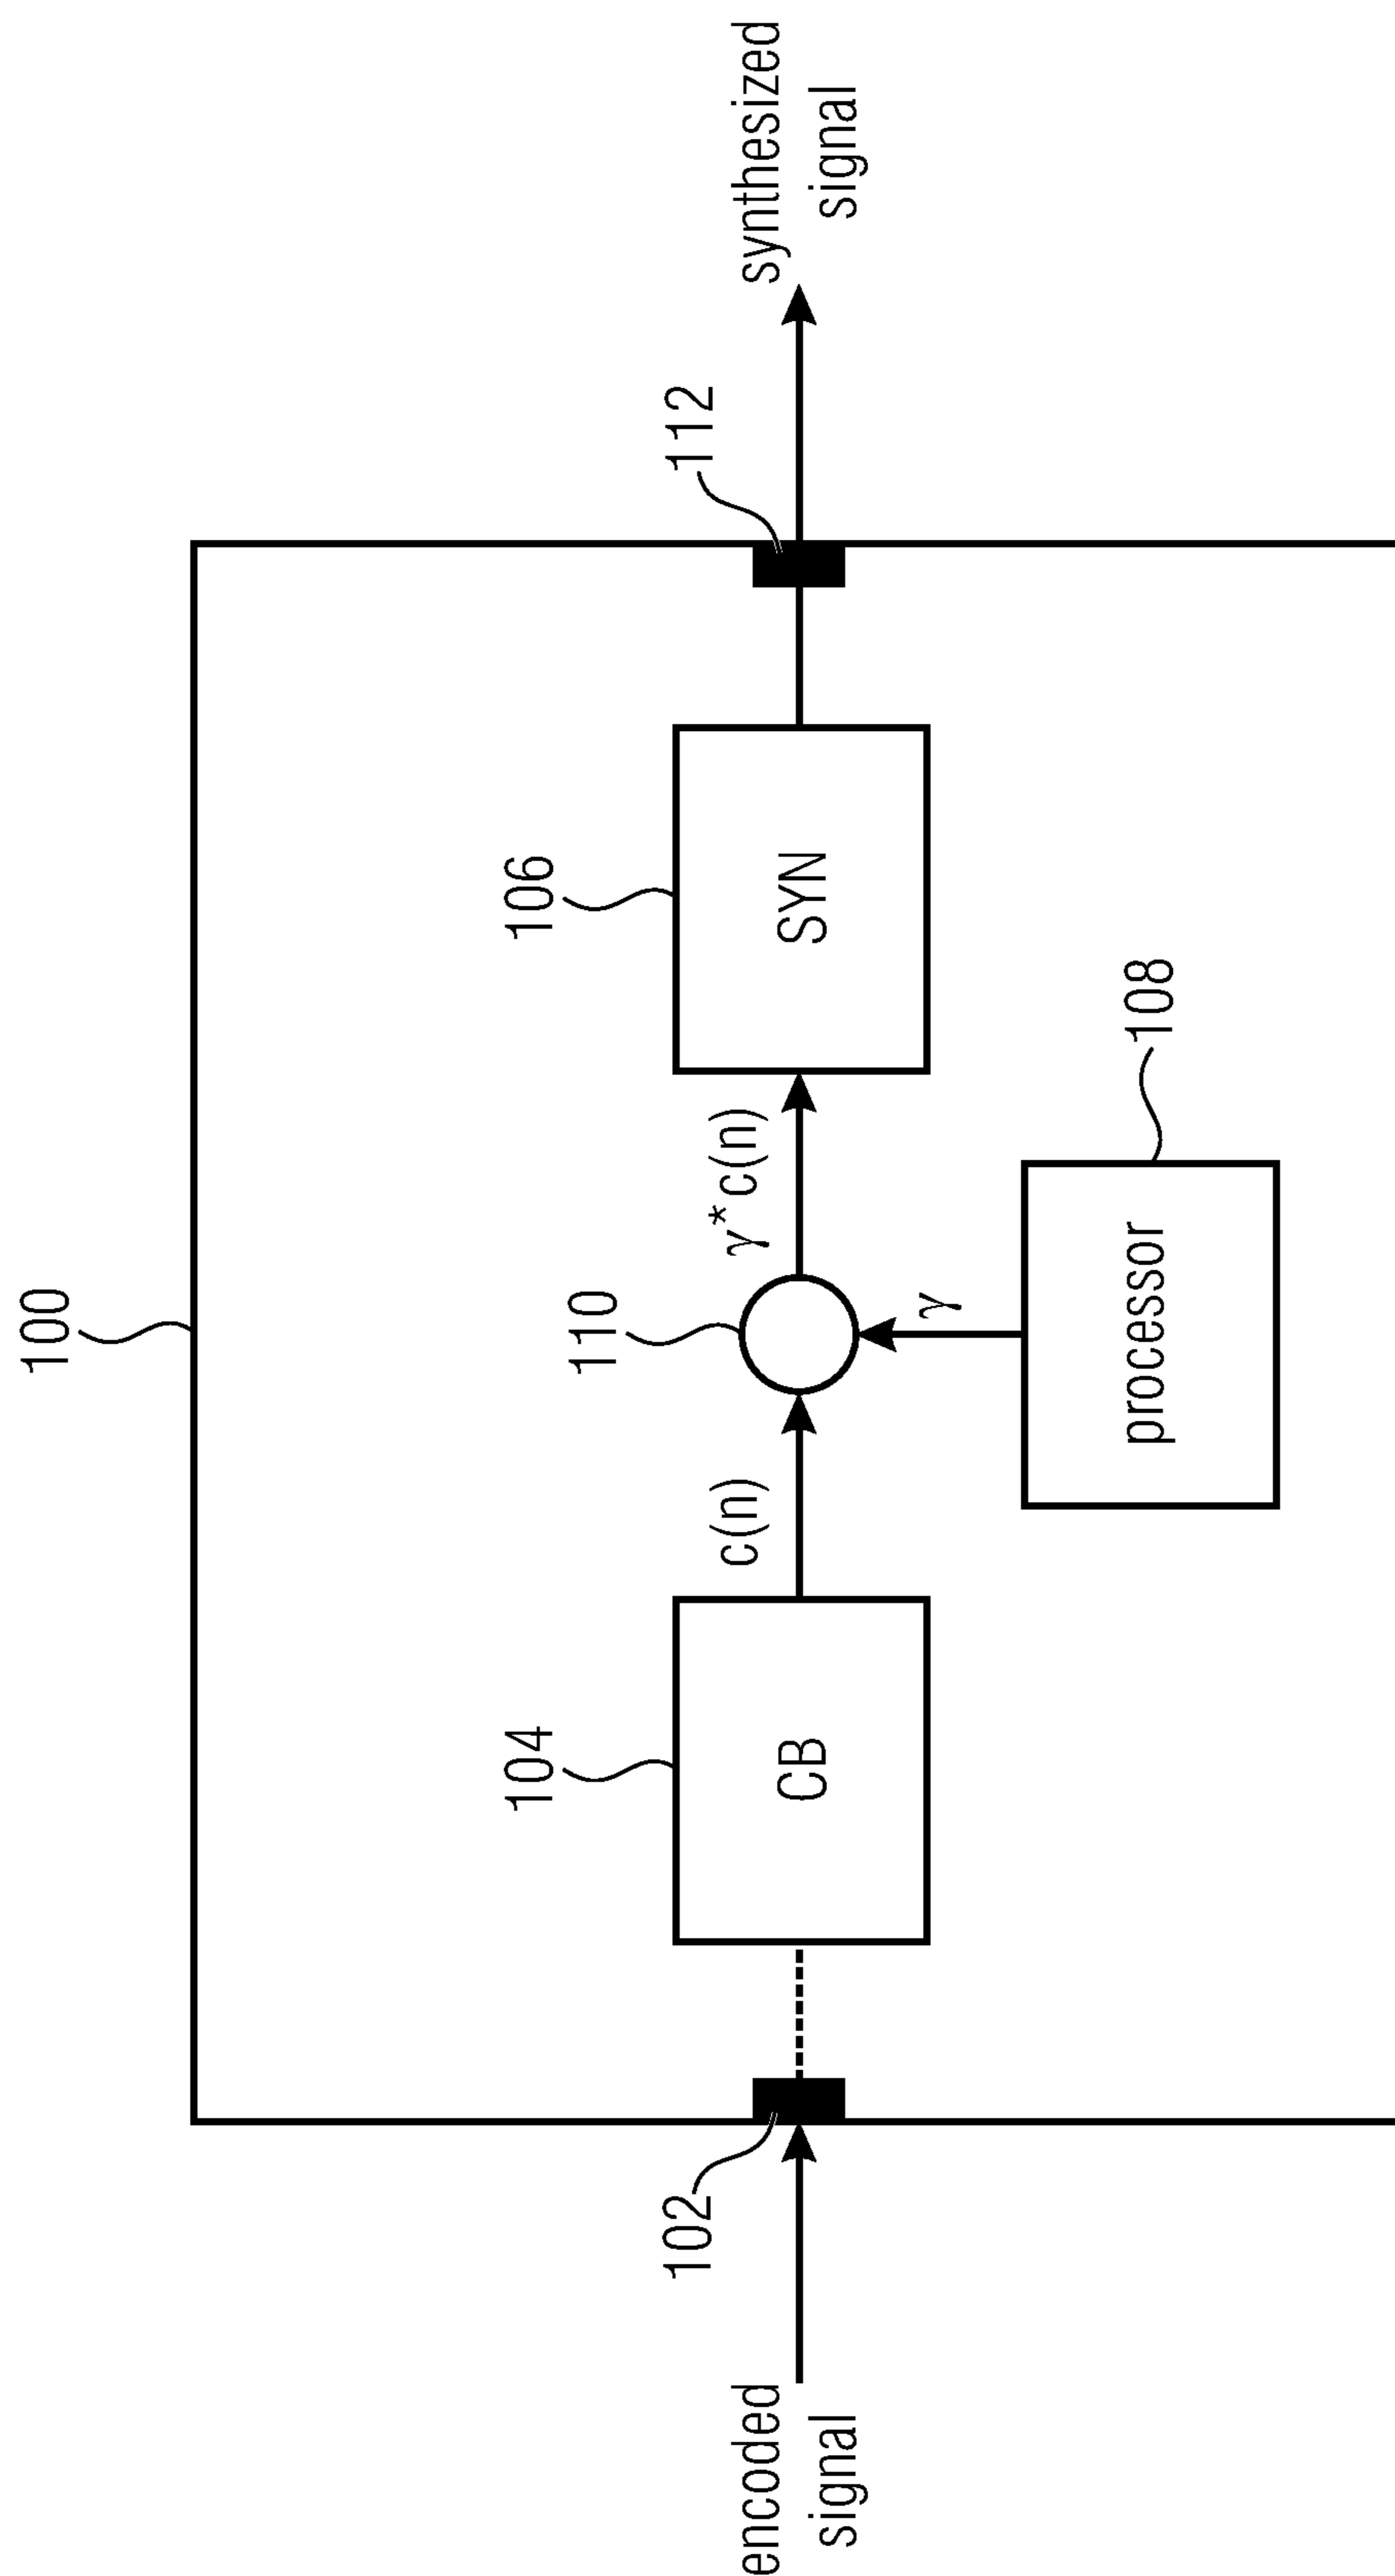 100
encoded
signal
102
104
CB
c(n)
110
γ*c(n)
γ
processor
108
106
SYN
112
synthesized
signal